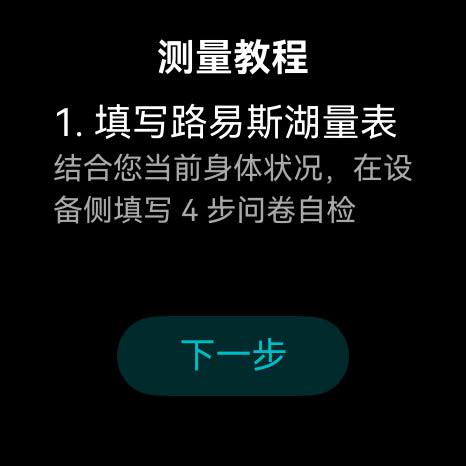 测量教程
1. 填写路易斯湖量表
结合您当前身体状况，在设
备侧填写 4 步问卷自检
下一步